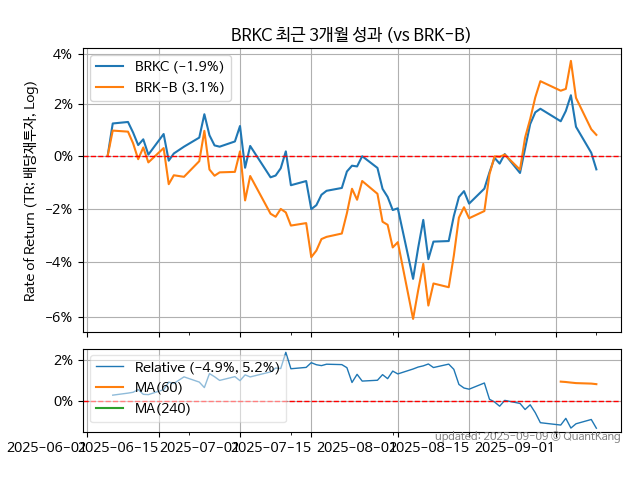 BRKC 최근 3개월 성과 (vs BRK-B)
Rate of Return (TR: 배당재투자, Log)
4%
2%
0%
−2%
−4%
−6%
BRKC (-1.9%)
BRK-B (3.1%)
2%
0%
Relative (-4.9%, 5.2%)
MA(60)
MA(240)
2025-06-01
2025-06-15
2025-07-01
2025-07-15
2025-08-01
2025-08-15
2025-09-01
updated: 2025-09-09 © QuantKang